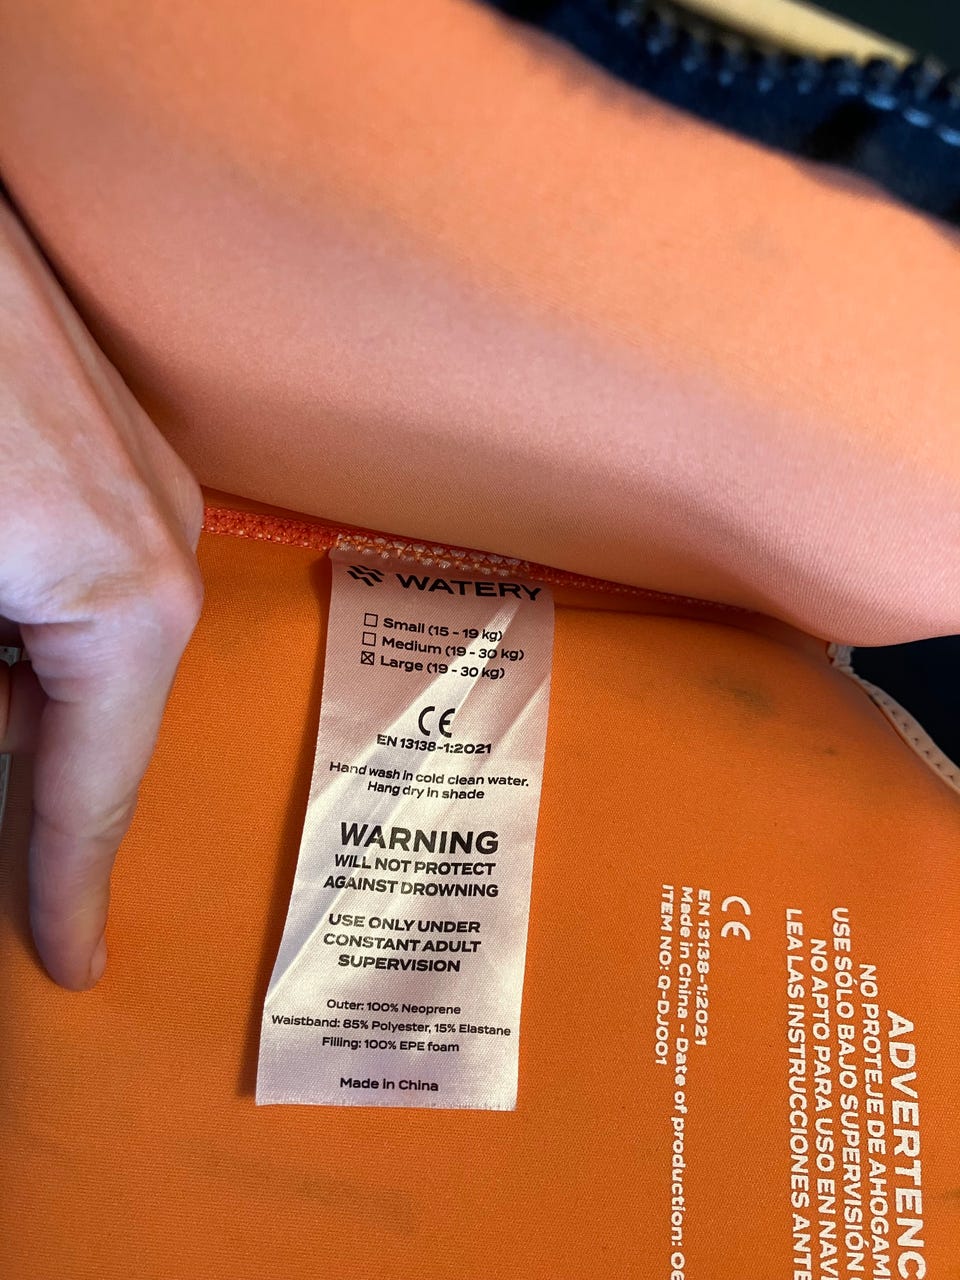 WATERY
☐ Small (15 - 19 kg)
☐ Medium (19 - 30 kg)
☒ Large (19 - 30 kg)
CE
EN 13138-1:2021
Hand wash in cold clean water.
Hang dry in shade
WARNING
WILL NOT PROTECT
AGAINST DROWNING
USE ONLY UNDER
CONSTANT ADULT
SUPERVISION
Outer: 100% Neoprene
Waistband: 85% Polyester, 15% Elastane
Filling: 100% EPE foam
Made in China
ADVERTENC
NO PROTEJE DE AHOGAM
USE SÓLO BAJO SUPERVISIÓN
NO APTO PARA USO EN NAV
LEA LAS INSTRUCCIONES ANTE
CE
EN 13138-1:2021
Made in China - Date of production:
ITEM NO: Q-DJ001